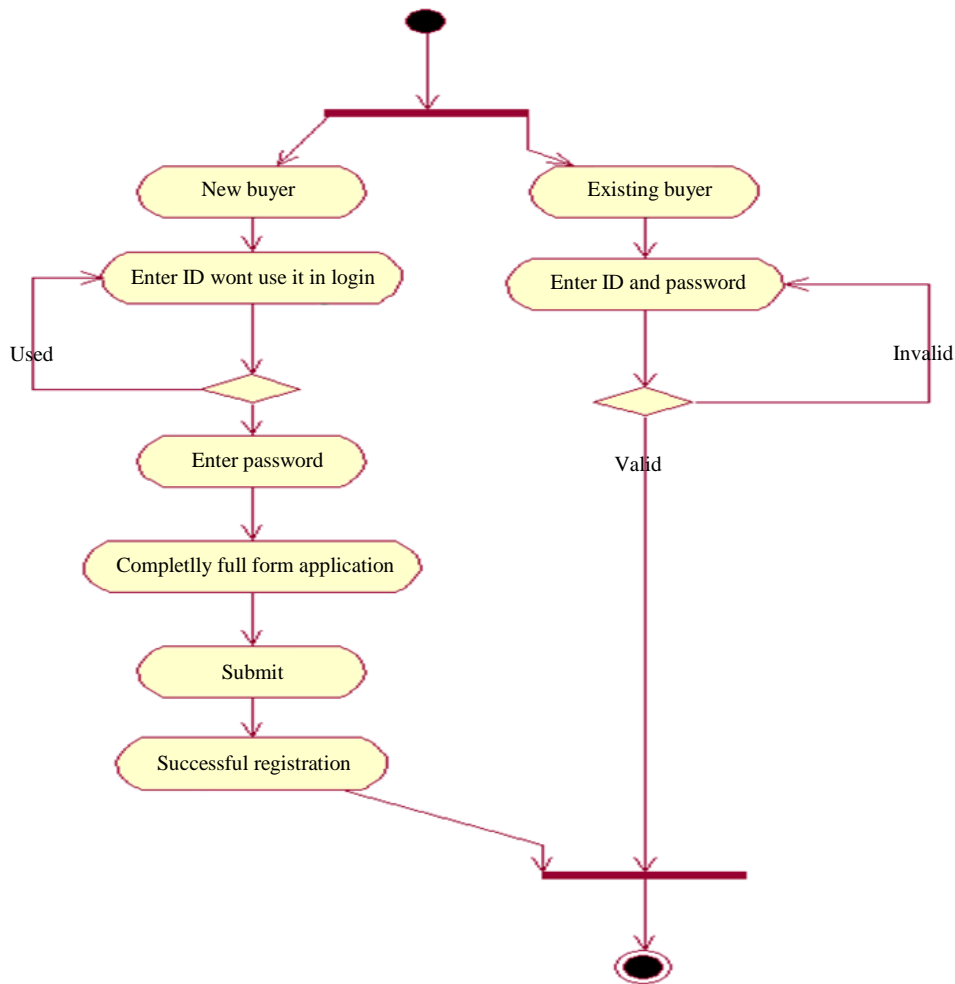 New buyer
Existing buyer
Enter ID wont use it in login
Enter ID and password
Used
Invalid
Enter password
Valid
Completlly full form application
Submit
Successful registration